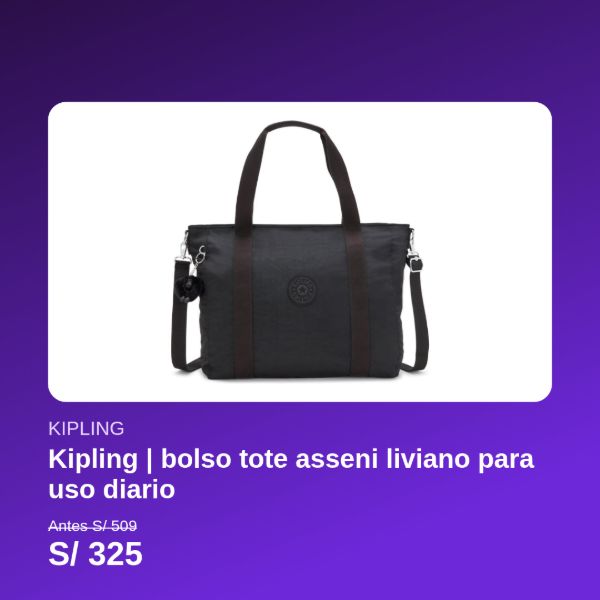 KIPLING
Kipling | bolso tote asseni liviano para
uso diario
Antes S/ 509
S/ 325